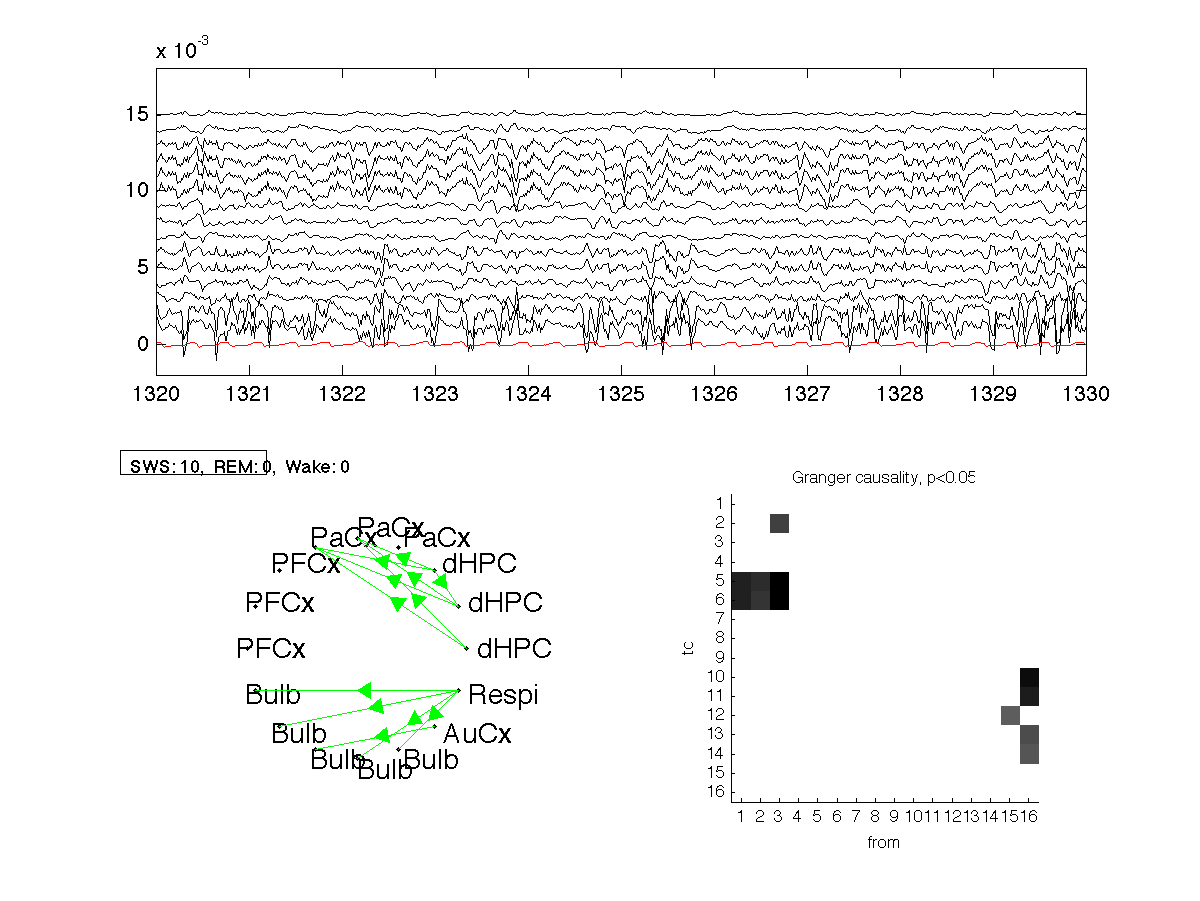 x 10-3
15
10
5
0
1320 1321 1322 1323 1324 1325 1326 1327 1328 1329 1330
SWS: 10, REM: 0, Wake: 0
Granger causality, p<0.05
PaCx
PaCx PaCx
PFCx dHPC
PFCx dHPC
PFCx dHPC
Bulb Respi
Bulb AuCx
Bulb Bulb
Bulb
1
2
3
4
5
6
7
8
9
10
11
12
13
14
15
16
to
1 2 3 4 5 6 7 8 9 10 11 12 13 14 15 16
from